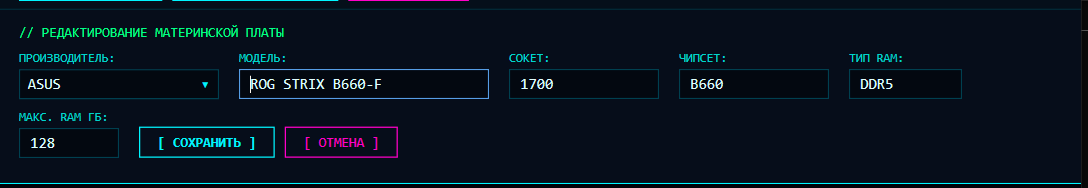 // РЕДАКТИРОВАНИЕ МАТЕРИНСКОЙ ПЛАТЫ
ПРОИЗВОДИТЕЛЬ: МОДЕЛЬ: СОКЕТ: ЧИПСЕТ: ТИП RAM:
ASUS ▼ ROG STRIX B660-F 1700 B660 DDR5
МАКС. RAM ГБ:
128 [ СОХРАНИТЬ ] [ ОТМЕНА ]